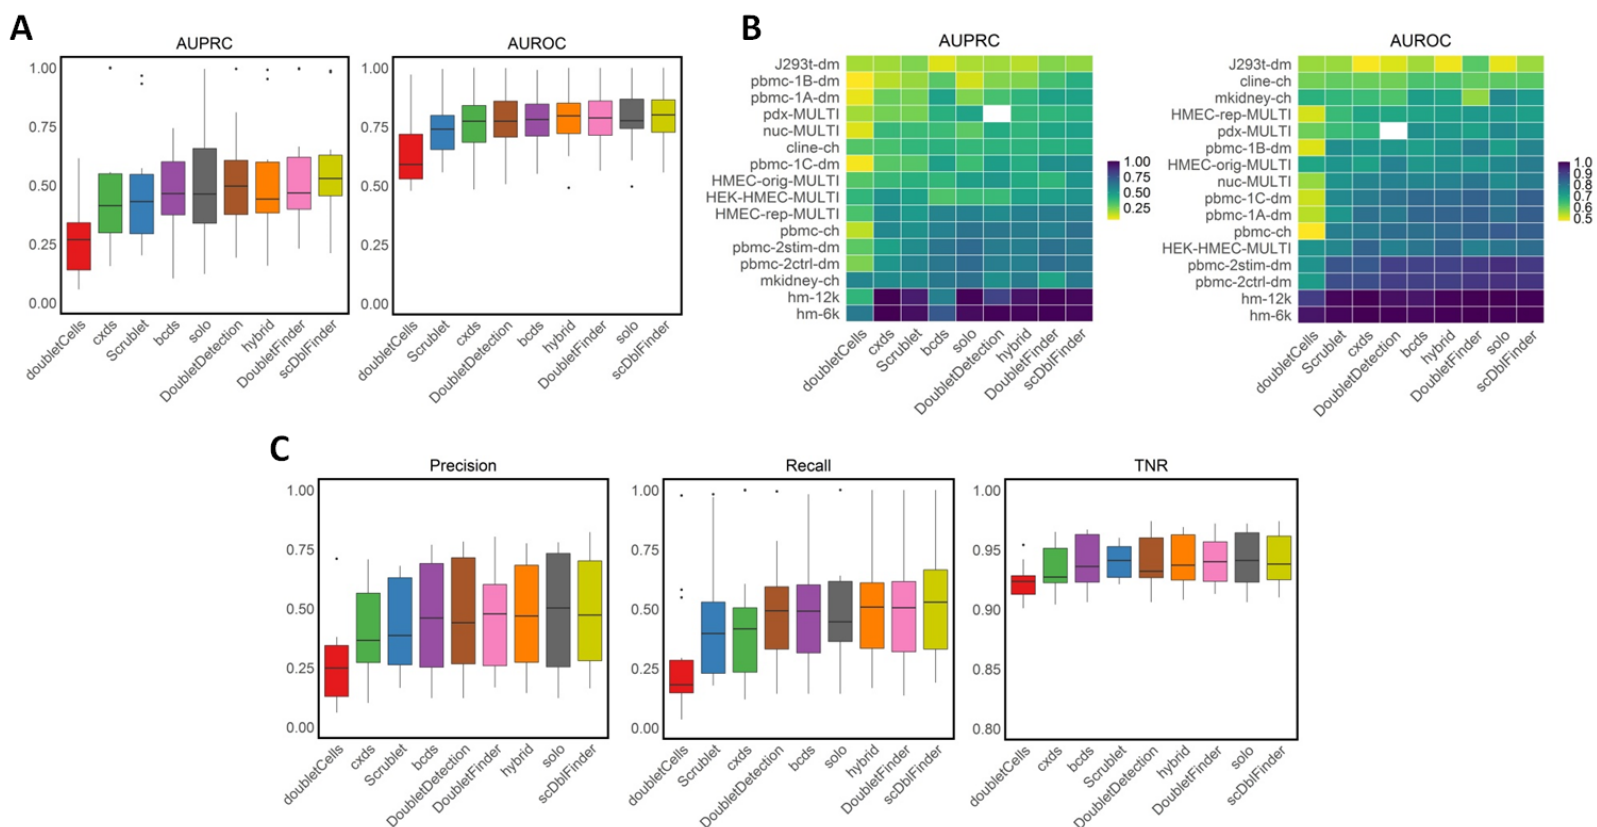 A
AUPRC
1.00
0.75
0.50
0.25
0.00
doubletCells
cxds
Scrublet
bcds
solo
DoubletDetection
hybrid
DoubletFinder
scDblFinder
AUROC
1.00
0.75
0.50
0.25
0.00
doubletCells
Scrublet
cxds
DoubletDetection
bcds
hybrid
DoubletFinder
solo
scDblFinder
B
AUPRC
J293t-dm
pbmc-1B-dm
pbmc-1A-dm
pdx-MULTI
nuc-MULTI
cline-ch
pbmc-1C-dm
HMEC-orig-MULTI
HEK-HMEC-MULTI
HMEC-rep-MULTI
pbmc-ch
pbmc-2stim-dm
pbmc-2ctrl-dm
mkidney-ch
hm-12k
hm-6k
doubletCells
cxds
Scrublet
bcds
solo
DoubletDetection
hybrid
DoubletFinder
scDblFinder
1.00
0.75
0.50
0.25
AUROC
J293t-dm
cline-ch
mkidney-ch
HMEC-rep-MULTI
pdx-MULTI
pbmc-1B-dm
HMEC-orig-MULTI
nuc-MULTI
pbmc-1C-dm
pbmc-1A-dm
pbmc-ch
HEK-HMEC-MULTI
pbmc-2stim-dm
pbmc-2ctrl-dm
hm-12k
hm-6k
doubletCells
Scrublet
cxds
DoubletDetection
bcds
hybrid
DoubletFinder
solo
scDblFinder
1.0
0.9
0.8
0.7
0.6
0.5
C
Precision
1.00
0.75
0.50
0.25
0.00
doubletCells
cxds
Scrublet
bcds
DoubletDetection
DoubletFinder
hybrid
solo
scDblFinder
Recall
1.00
0.75
0.50
0.25
0.00
doubletCells
Scrublet
cxds
DoubletDetection
bcds
solo
hybrid
DoubletFinder
scDblFinder
TNR
1.00
0.95
0.90
0.85
0.80
doubletCells
cxds
bcds
Scrublet
DoubletDetection
hybrid
DoubletFinder
solo
scDblFinder